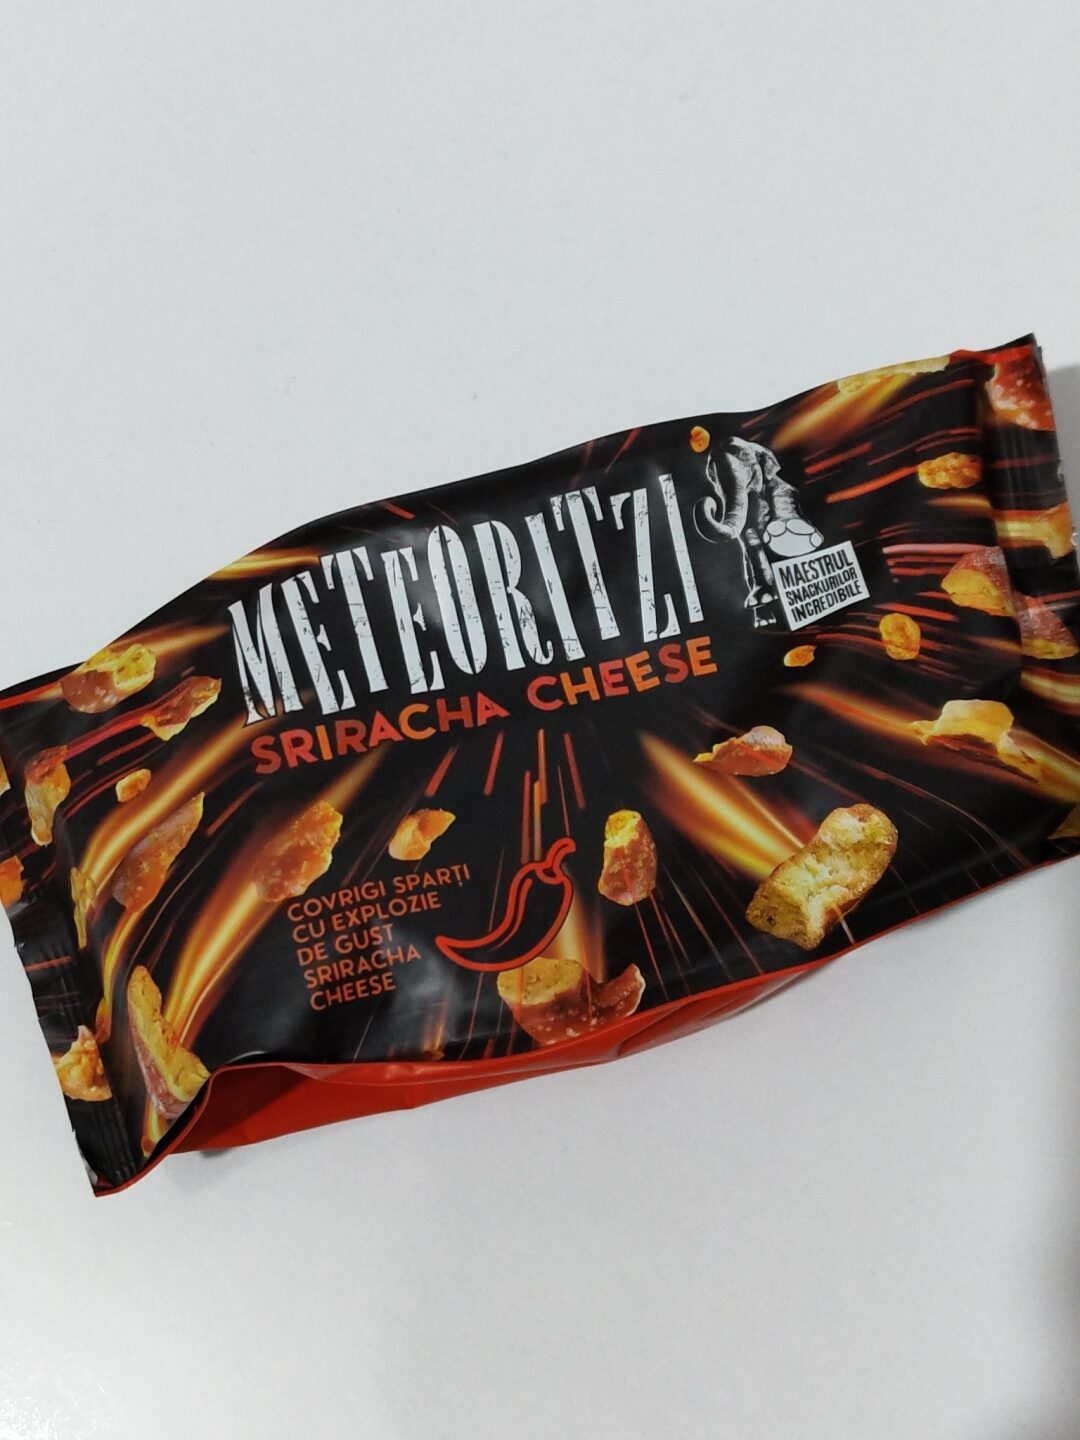 METEORITZI
SRIRACHA CHEESE
MAESTRUL
SNACKURILOR
INCREDIBILE
COVRIGI SPARȚI
CU EXPLOZIE
DE GUST
SRIRACHA
CHEESE